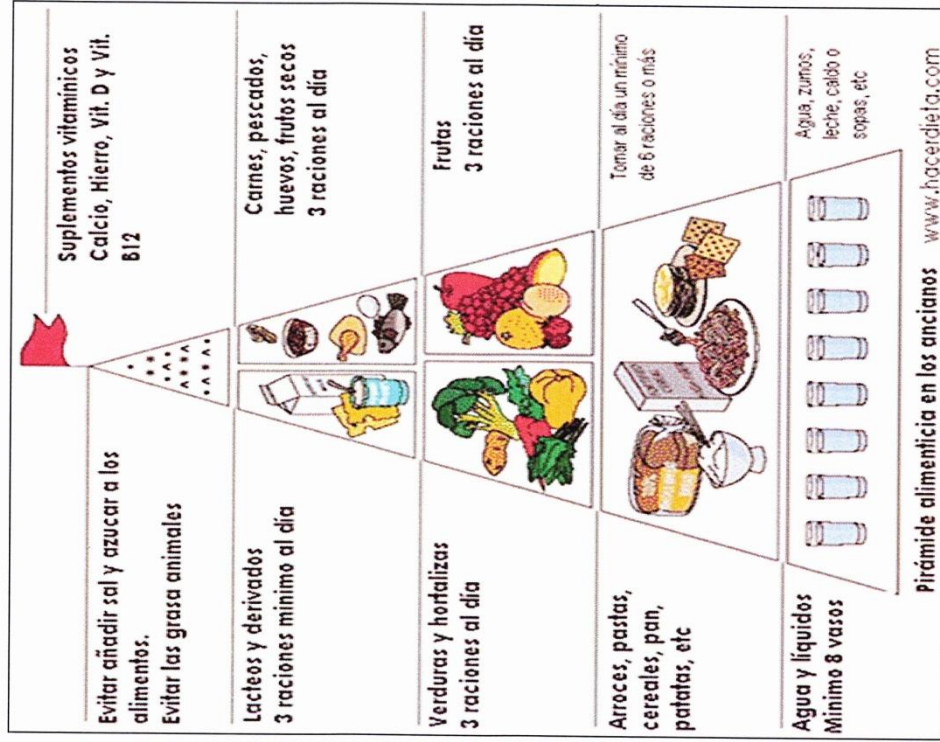 Suplementos vitamínicos
Calcio, Hierro, Vit. D y Vit.
B12
Evitar añadir sal y azucar a los
alimentos.
Evitar las grasa animales
Lacteos y derivados
3 raciones minimo al día
Carnes, pescados,
huevos, frutos secos
3 raciones al día
Verduras y hortalizas
3 raciones al día
Frutas
3 raciones al día
Arroces, pastas,
cereales, pan,
patatas, etc
Tomar al día un mínimo
de 6 raciones o más
Agua y líquidos
Minimo 8 vasos
Agua, zumos,
leche, caldo o
sopas, etc
Pirámide alimenticia en los ancianos www.hacerdieta.com